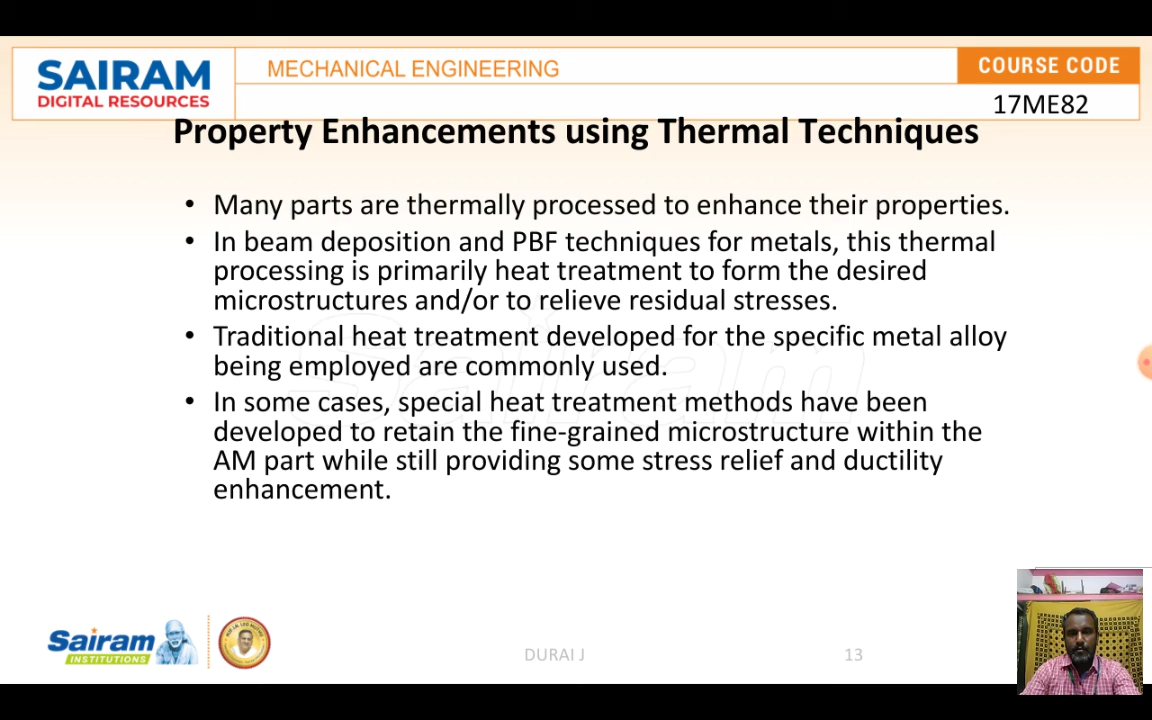 SAIRAM
DIGITAL RESOURCES
MECHANICAL ENGINEERING
COURSE CODE
17ME82
Property Enhancements using Thermal Techniques
• Many parts are thermally processed to enhance their properties.
• In beam deposition and PBF techniques for metals, this thermal
processing is primarily heat treatment to form the desired
microstructures and/or to relieve residual stresses.
• Traditional heat treatment developed for the specific metal alloy
being employed are commonly used.
• In some cases, special heat treatment methods have been
developed to retain the fine-grained microstructure within the
AM part while still providing some stress relief and ductility
enhancement.
Sairam
Sairam
INSTITUTIONS
DURAI J
13